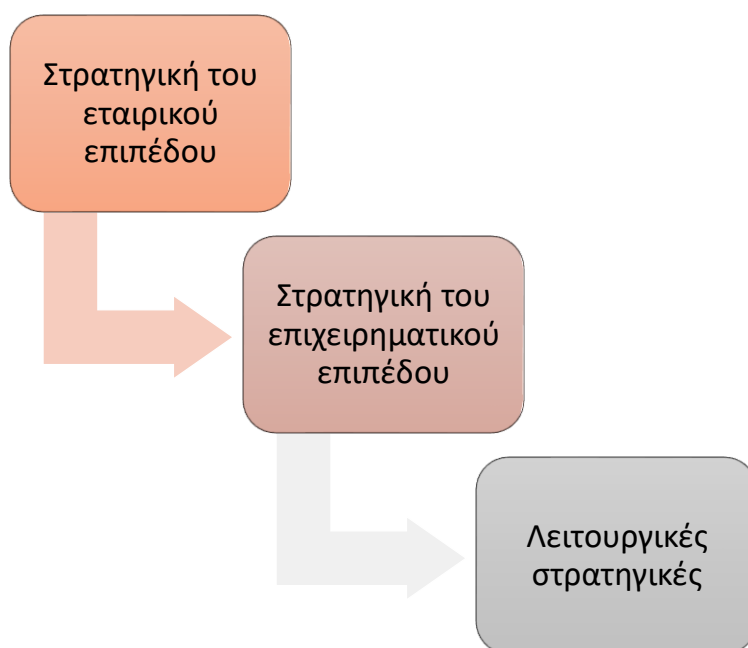 Στρατηγική του
εταιρικού
επιπέδου
Στρατηγική του
επιχειρηματικού
επιπέδου
Λειτουργικές
στρατηγικές